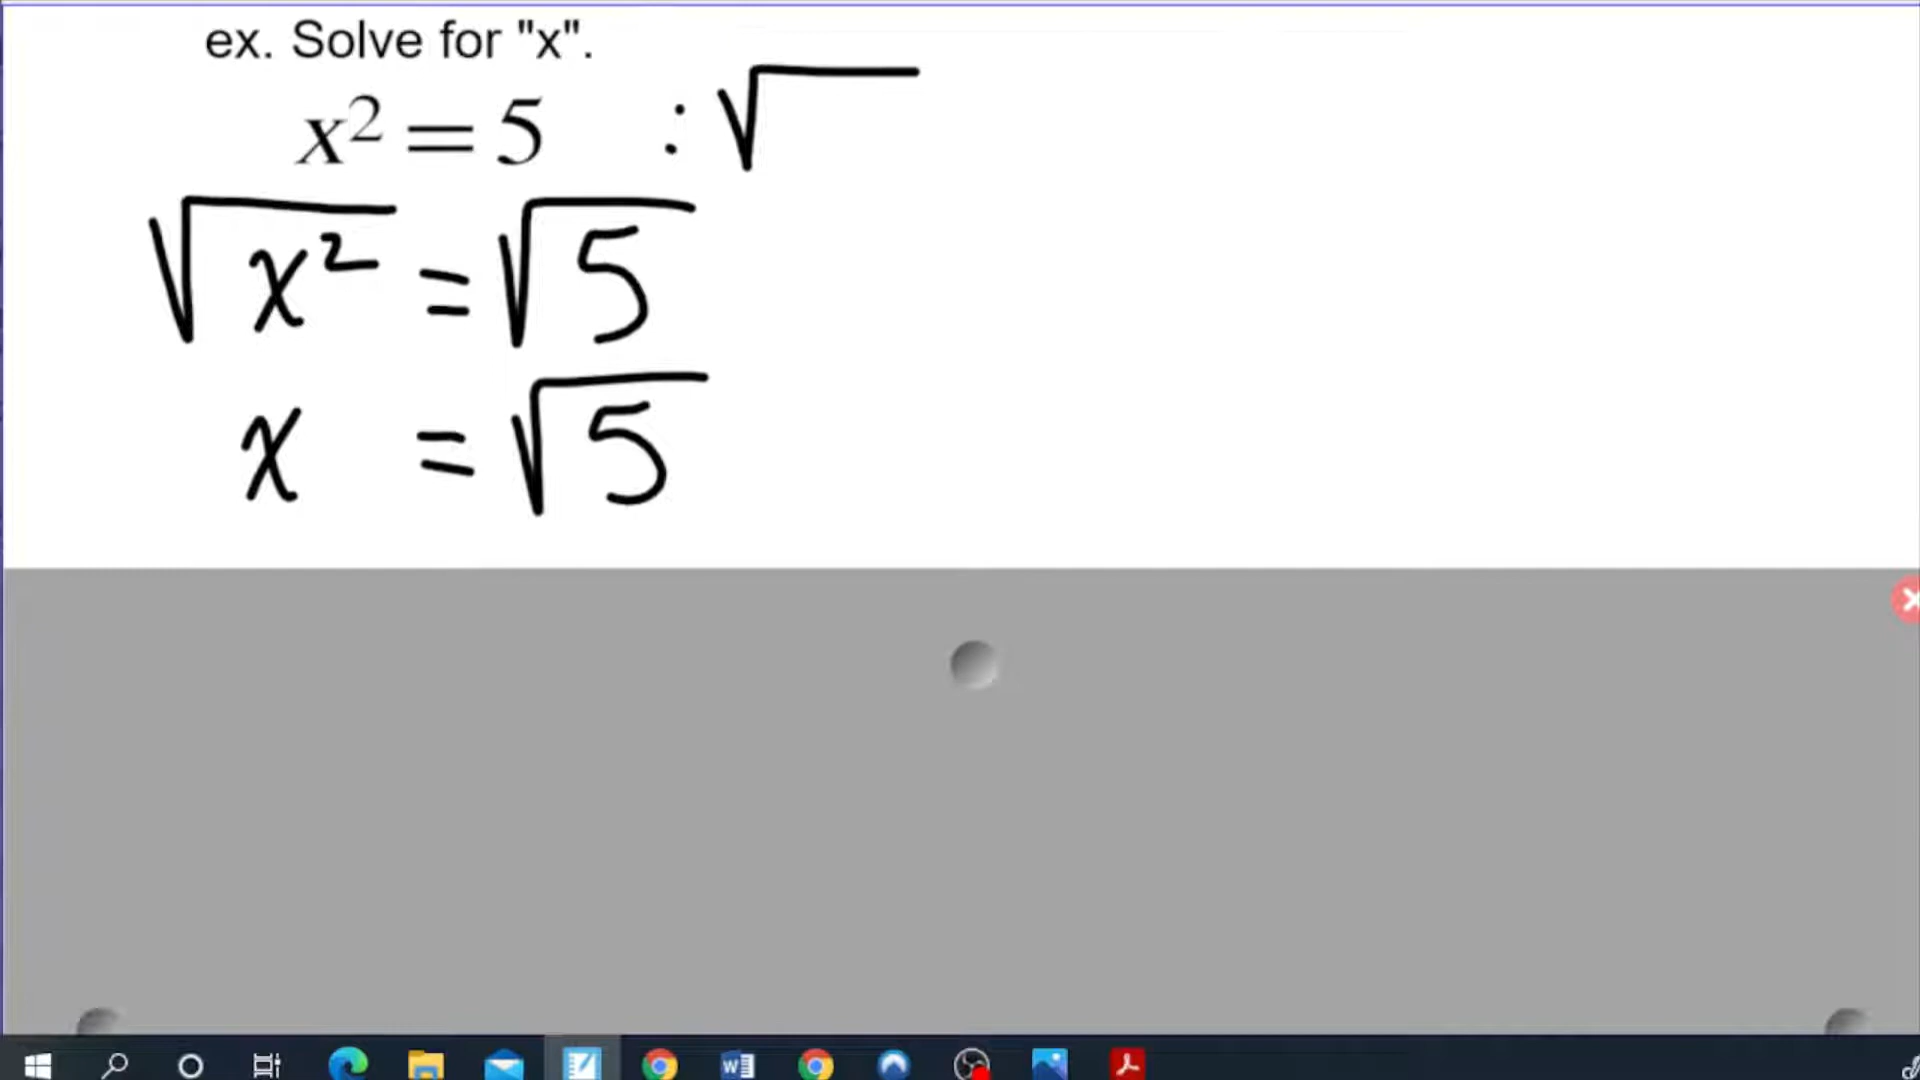 ex. Solve for "x".
x² = 5 : √
√x² = √5
x = √5